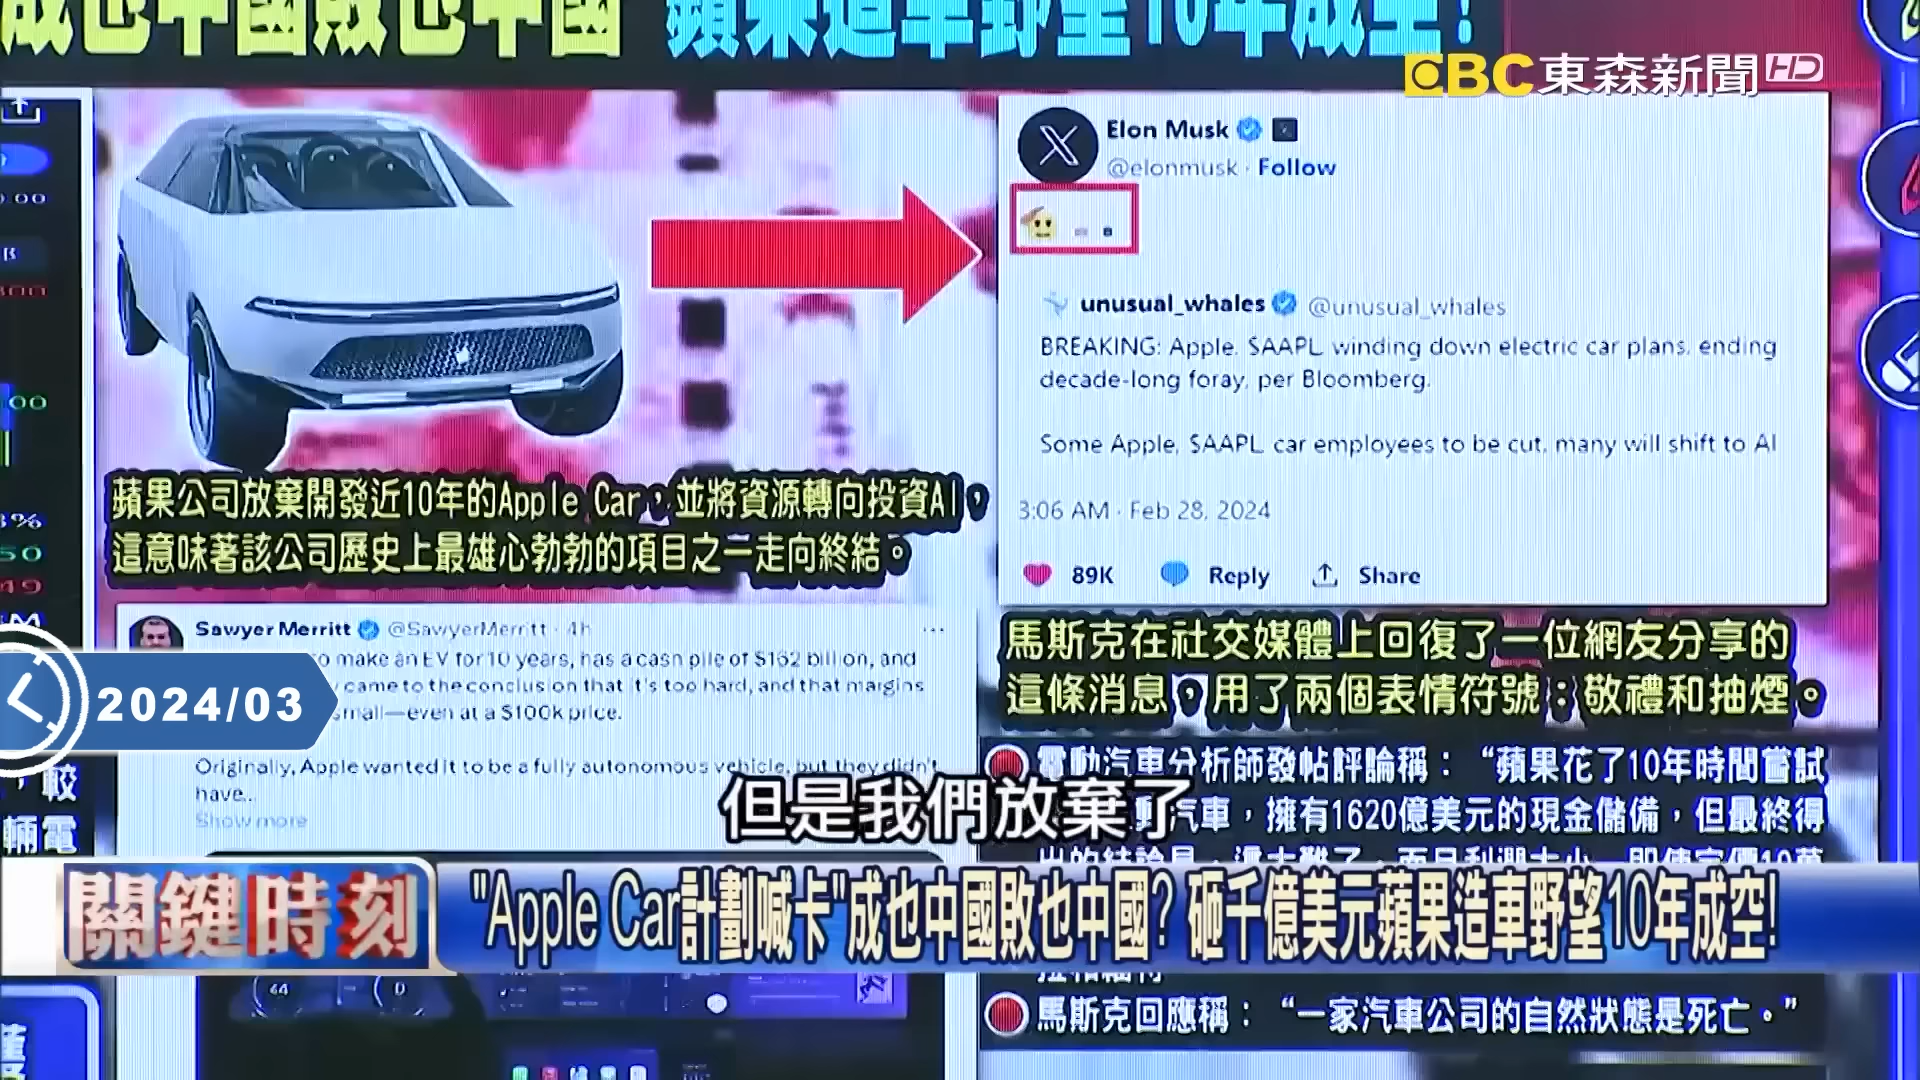 成也中國敗也中國 蘋果造車野望10年成空!
EBC東森新聞HD
Elon Musk
@elonmusk · Follow
unusual_whales @unusual_whales
BREAKING: Apple, $AAPL winding down electric car plans, ending
decade-long foray, per Bloomberg.
Some Apple, $AAPL car employees to be cut, many will shift to AI
3:06 AM · Feb 28, 2024
89K Reply Share
蘋果公司放棄開發近10年的Apple Car，並將資源轉向投資AI，
這意味著該公司歷史上最雄心勃勃的項目之一走向終結。
Sawyer Merritt @SawyerMerritt · 4h
to make an EV for 10 years, has a cash pile of $162 billion, and
came to the conclusion that it's too hard, and that margins
small—even at a $100k price.
Originally, Apple wanted it to be a fully autonomous vehicle, but they didn't
have...
Show more
馬斯克在社交媒體上回復了一位網友分享的
這條消息，用了兩個表情符號：敬禮和抽煙。
電動汽車分析師發帖評論稱：“蘋果花了10年時間嘗試
動汽車，擁有1620億美元的現金儲備，但最終得
馬斯克回應稱：“一家汽車公司的自然狀態是死亡。”
2024/03
，較
輛電
但是我們放棄了
關鍵時刻
"Apple Car計劃喊卡"成也中國敗也中國? 砸千億美元蘋果造車野望10年成空!